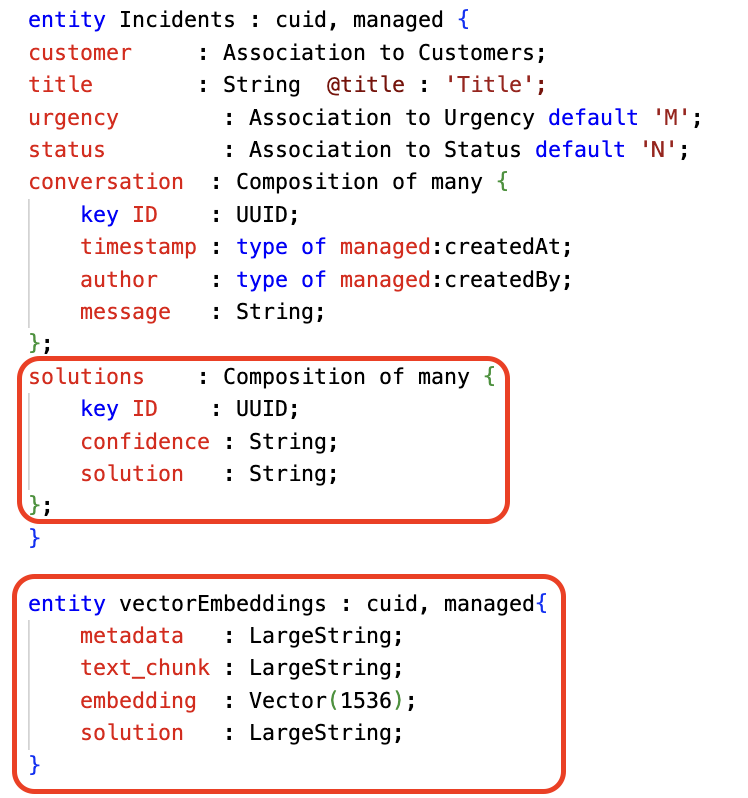 entity Incidents : cuid, managed {
customer     : Association to Customers;
title        : String  @title : 'Title';
urgency        : Association to Urgency default 'M';
status         : Association to Status default 'N';
conversation  : Composition of many {
    key ID    : UUID;
    timestamp : type of managed:createdAt;
    author    : type of managed:createdBy;
    message   : String;
};
solutions    : Composition of many {
    key ID    : UUID;
    confidence : String;
    solution   : String;
};
}
entity vectorEmbeddings : cuid, managed{
    metadata   : LargeString;
    text_chunk : LargeString;
    embedding  : Vector(1536);
    solution   : LargeString;
}